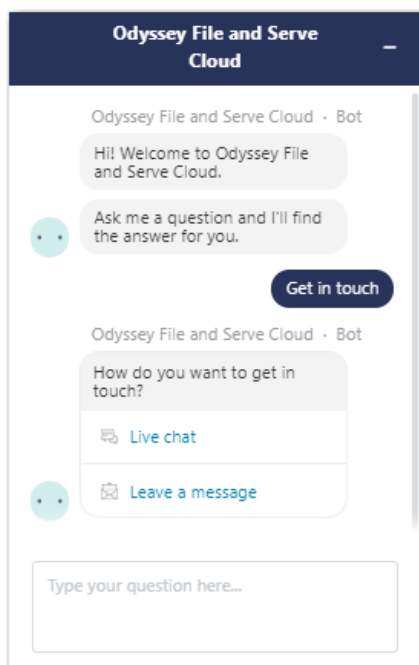 Odyssey File and Serve
Cloud
Odyssey File and Serve Cloud · Bot
Hi! Welcome to Odyssey File
and Serve Cloud.
Ask me a question and I'll find
the answer for you.
Get in touch
Odyssey File and Serve Cloud · Bot
How do you want to get in
touch?
Live chat
Leave a message
Type your question here...